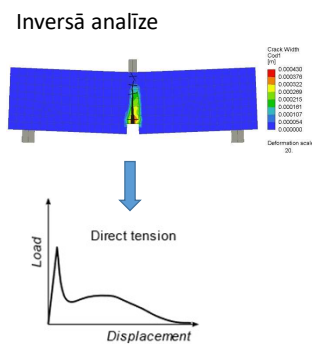 Inversā analīze
Crack Width
Cod1
[m]
0.000430
0.000376
0.000322
0.000269
0.000215
0.000161
0.000107
0.000054
0.000000
Deformation scale
20.
Direct tension
Load
Displacement